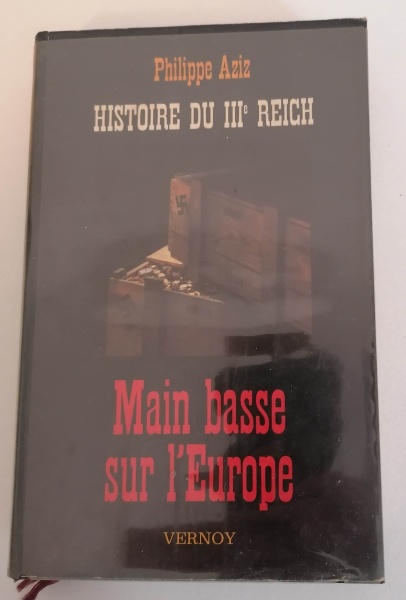 Philippe Aziz
HISTOIRE DU IIIe REICH
Main basse
sur l'Europe
VERNOY